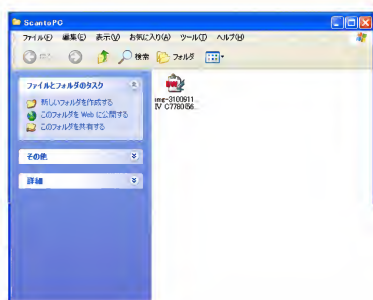 ScantoPC
ファイル(F) 編集(E) 表示(V) お気に入り(A) ツール(T) ヘルプ(H)
検索 フォルダ
ファイルとフォルダのタスク
新しいフォルダを作成する
このフォルダを Web に公開する
このフォルダを共有する
その他
詳細
img-3100911...